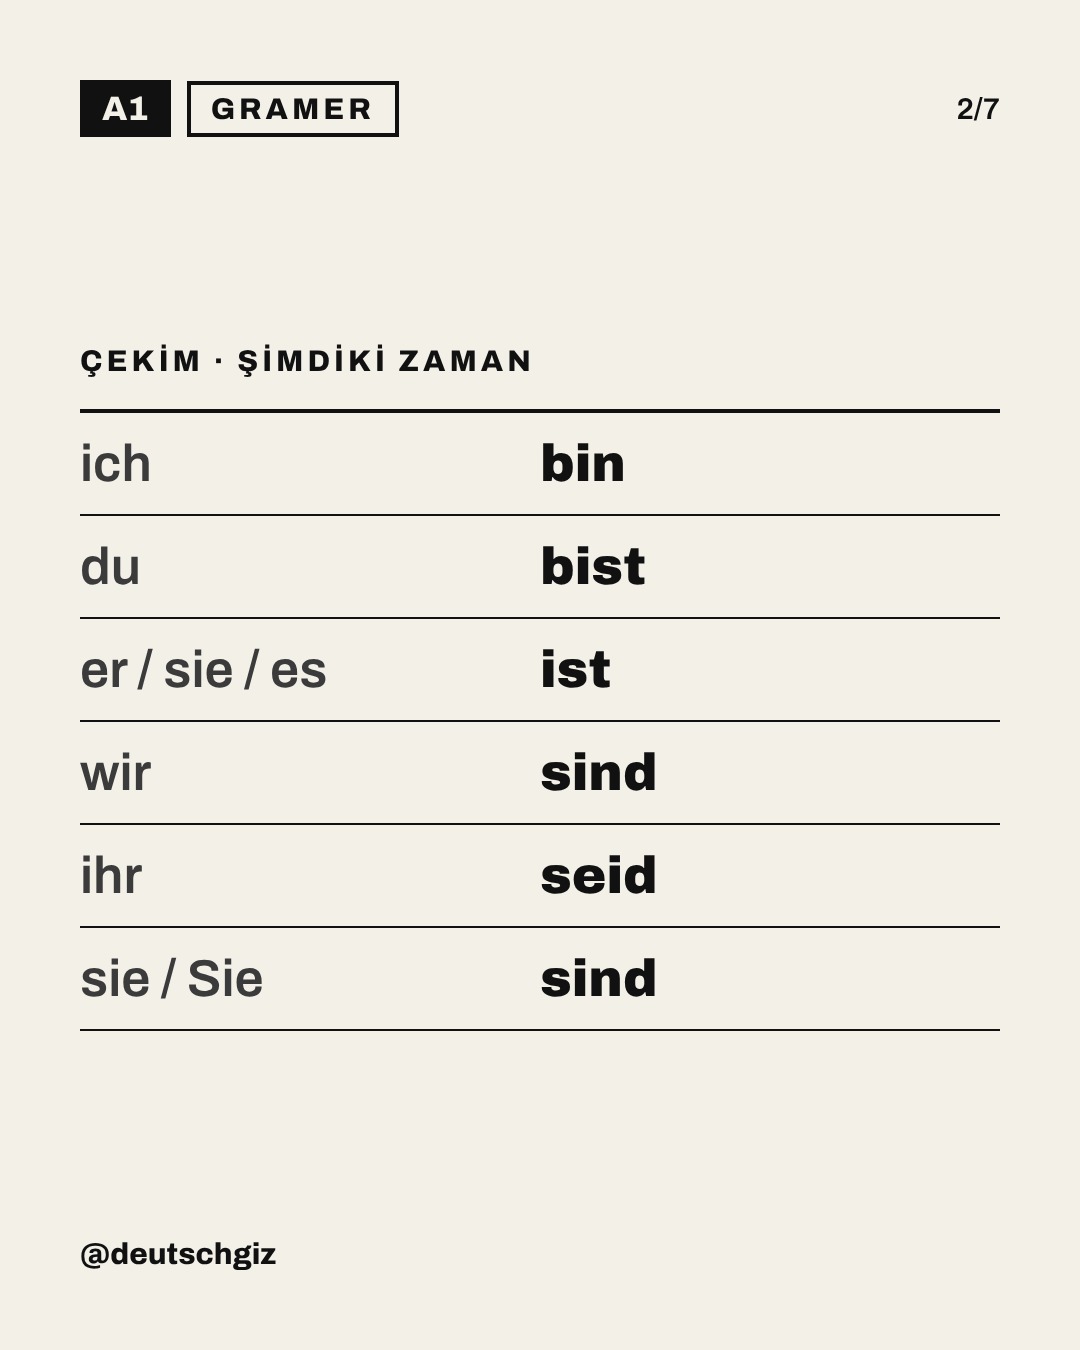 A1 GRAMER 2/7
ÇEKİM · ŞİMDİKİ ZAMAN
ich bin
du bist
er / sie / es ist
wir sind
ihr seid
sie / Sie sind
@deutschgiz